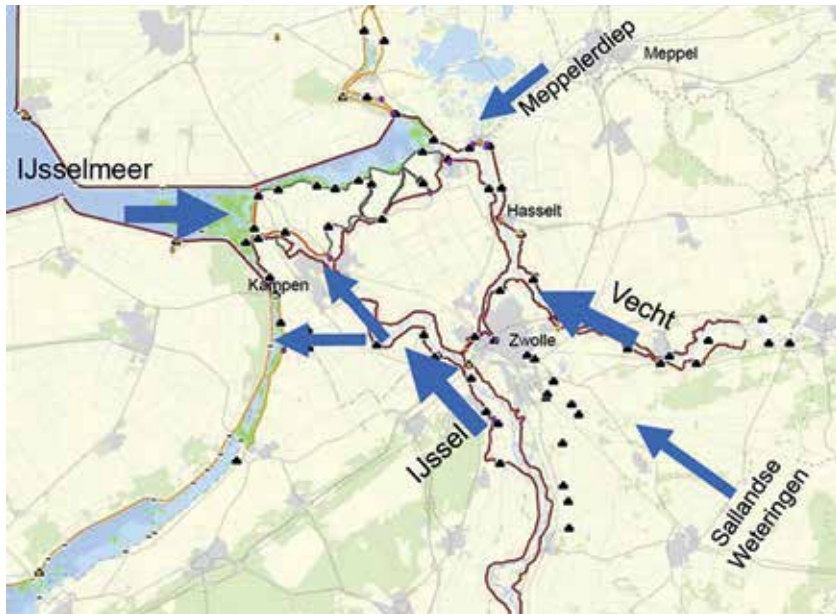 Meppel
Meppelerdiep
IJsselmeer
Hasselt
Kampen
Vecht
Zwolle
IJssel
Sallandse
Weteringen